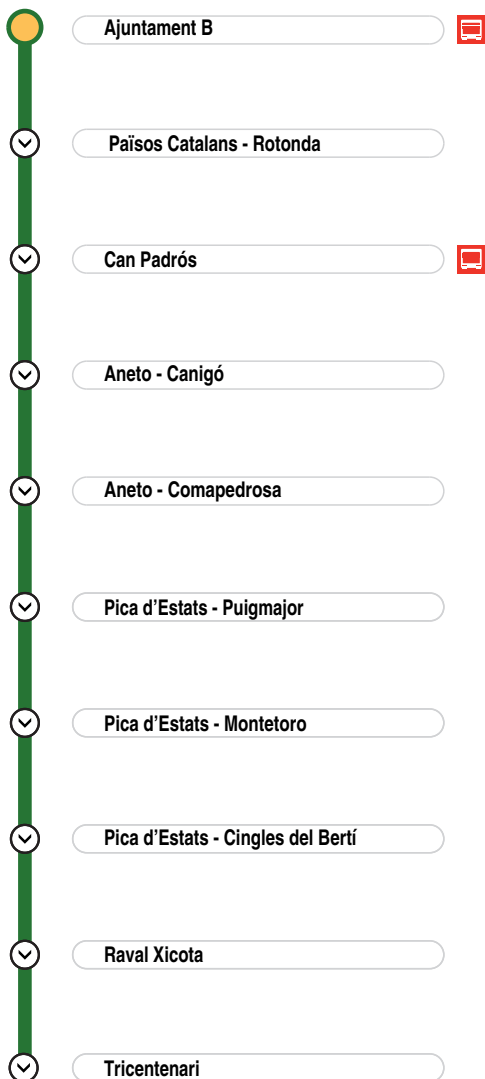 Ajuntament B
Països Catalans - Rotonda
Can Padrós
Aneto - Canigó
Aneto - Comapedrosa
Pica d’Estats - Puigmajor
Pica d’Estats - Montetoro
Pica d’Estats - Cingles del Bertí
Raval Xicota
Tricentenari